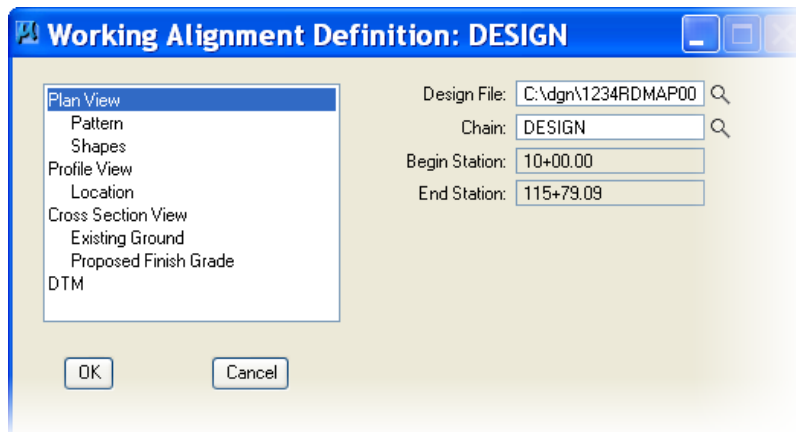 Working Alignment Definition: DESIGN
Plan View
Pattern
Shapes
Profile View
Location
Cross Section View
Existing Ground
Proposed Finish Grade
DTM
Design File: C:\dgn\1234RDMAP00
Chain: DESIGN
Begin Station: 10+00.00
End Station: 115+79.09
OK Cancel